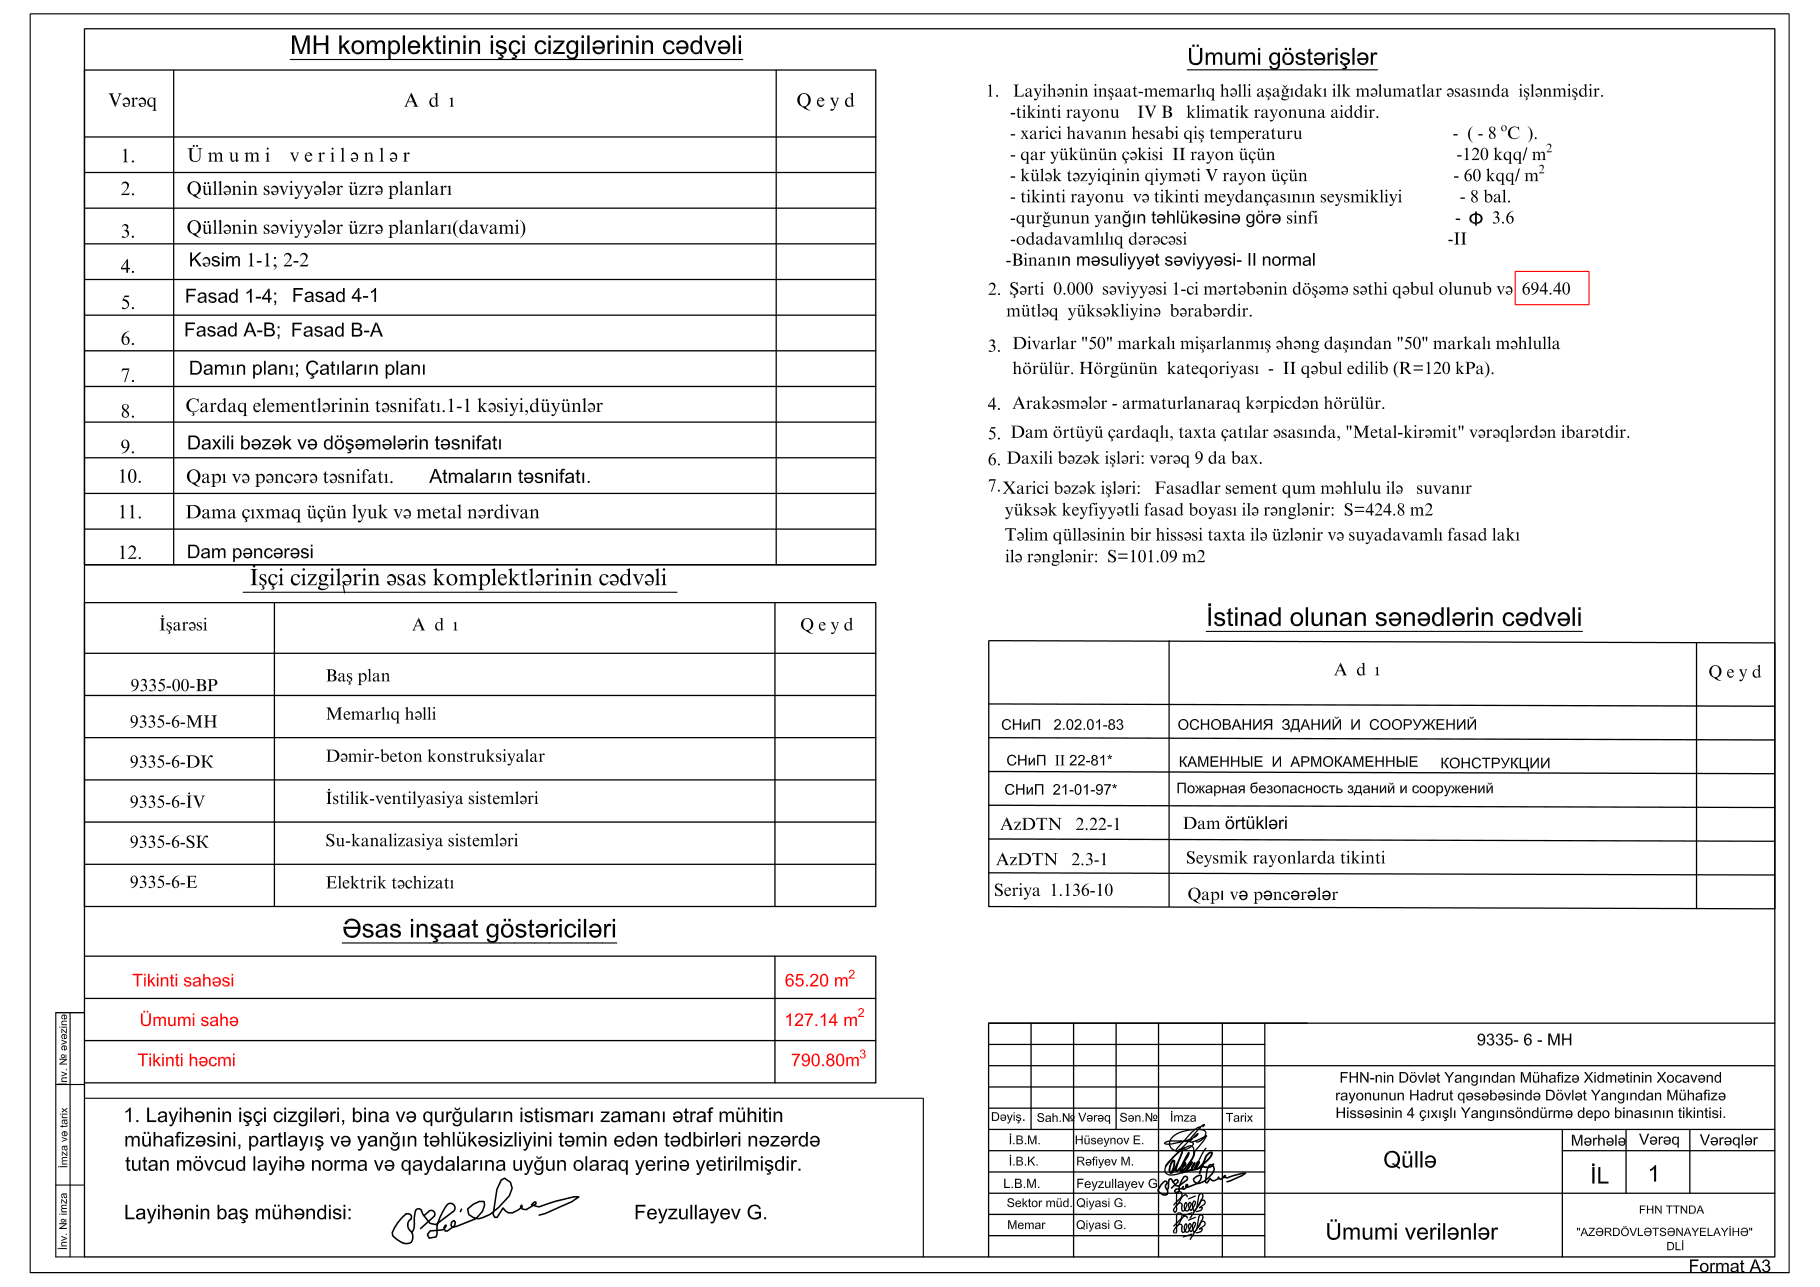 MH komplektinin işçi cizgilərinin cədvəli
Vərəq A d ı Q e y d
1. Ü m u m i v e r i l ə n l ə r
2. Qüllənin səviyyələr üzrə planları
3. Qüllənin səviyyələr üzrə planları(davami)
4. Kəsim 1-1; 2-2
5. Fasad 1-4; Fasad 4-1
6. Fasad A-B; Fasad B-A
7. Damın planı; Çatıların planı
8. Çardaq elementlərinin təsnifatı.1-1 kəsiyi,düyünlər
9. Daxili bəzək və döşəmələrin təsnifatı
10. Qapı və pəncərə təsnifatı. Atmaların təsnifatı.
11. Dama çıxmaq üçün lyuk və metal nərdivan
12. Dam pəncərəsi
İşçi cizgilərin əsas komplektlərinin cədvəli
İşarəsi A d ı Q e y d
9335-00-BP Baş plan
9335-6-MH Memarlıq həlli
9335-6-DK Dəmir-beton konstruksiyalar
9335-6-İV İstilik-ventilyasiya sistemləri
9335-6-SK Su-kanalizasiya sistemləri
9335-6-E Elektrik təchizatı
Əsas inşaat göstəriciləri
Tikinti sahəsi 65.20 m2
Ümumi sahə 127.14 m2
Tikinti həcmi 790.80m3
1. Layihənin işçi cizgiləri, bina və qurğuların istismarı zamanı ətraf mühitin
mühafizəsini, partlayış və yanğın təhlükəsizliyini təmin edən tədbirləri nəzərdə
tutan mövcud layihə norma və qaydalarına uyğun olaraq yerinə yetirilmişdir.
Layihənin baş mühəndisi: Feyzullayev G.
İnv. № əvəzinə
İmza və tarix
İnv. № imza
Ümumi göstərişlər
1. Layihənin inşaat-memarlıq həlli aşağıdakı ilk məlumatlar əsasında işlənmişdir.
-tikinti rayonu IV B klimatik rayonuna aiddir.
- xarici havanın hesabi qiş temperaturu - ( - 8 oC ).
- qar yükünün çəkisi II rayon üçün -120 kqq/ m2
- külək təzyiqinin qiyməti V rayon üçün - 60 kqq/ m2
- tikinti rayonu və tikinti meydançasının seysmikliyi - 8 bal.
-qurğunun yanğın təhlükəsinə görə sinfi - Ф 3.6
-odadavamlılıq dərəcəsi -II
-Binanın məsuliyyət səviyyəsi- II normal
2. Şərti 0.000 səviyyəsi 1-ci mərtəbənin döşəmə səthi qəbul olunub və 694.40
mütləq yüksəkliyinə bərabərdir.
3. Divarlar "50" markalı mişarlanmış əhəng daşından "50" markalı məhlulla
hörülür. Hörgünün kateqoriyası - II qəbul edilib (R=120 kPa).
4. Arakəsmələr - armaturlanaraq kərpicdən hörülür.
5. Dam örtüyü çardaqlı, taxta çatılar əsasında, "Metal-kirəmit" vərəqlərdən ibarətdir.
6. Daxili bəzək işləri: vərəq 9 da bax.
7. Xarici bəzək işləri: Fasadlar sement qum məhlulu ilə suvanır
yüksək keyfiyyətli fasad boyası ilə rənglənir: S=424.8 m2
Təlim qülləsinin bir hissəsi taxta ilə üzlənir və suyadavamlı fasad lakı
ilə rənglənir: S=101.09 m2
İstinad olunan sənədlərin cədvəli
A d ı Q e y d
СНиП 2.02.01-83 ОСНОВАНИЯ ЗДАНИЙ И СООРУЖЕНИЙ
СНиП II 22-81* КАМЕННЫЕ И АРМОКАМЕННЫЕ КОНСТРУКЦИИ
СНиП 21-01-97* Пожарная безопасность зданий и сооружений
AzDTN 2.22-1 Dam örtükləri
AzDTN 2.3-1 Seysmik rayonlarda tikinti
Seriya 1.136-10 Qapı və pəncərələr
9335- 6 - MH
FHN-nin Dövlət Yangından Mühafizə Xidmətinin Xocavənd
rayonunun Hadrut qəsəbəsində Dövlət Yangından Mühafizə
Hissəsinin 4 çıxışlı Yangınsöndürmə depo binasının tikintisi.
Dəyiş. Sah.№ Vərəq Sən.№ İmza Tarix
İ.B.M. Hüseynov E.
İ.B.K. Rəfiyev M.
L.B.M. Feyzullayev G
Sektor müd. Qiyasi G.
Memar Qiyasi G.
Qüllə
Mərhələ Vərəq Vərəqlər
İL 1
Ümumi verilənlər
FHN TTNDA
"AZƏRDÖVLƏTSƏNAYELAYİHƏ"
DLİ
Format A3